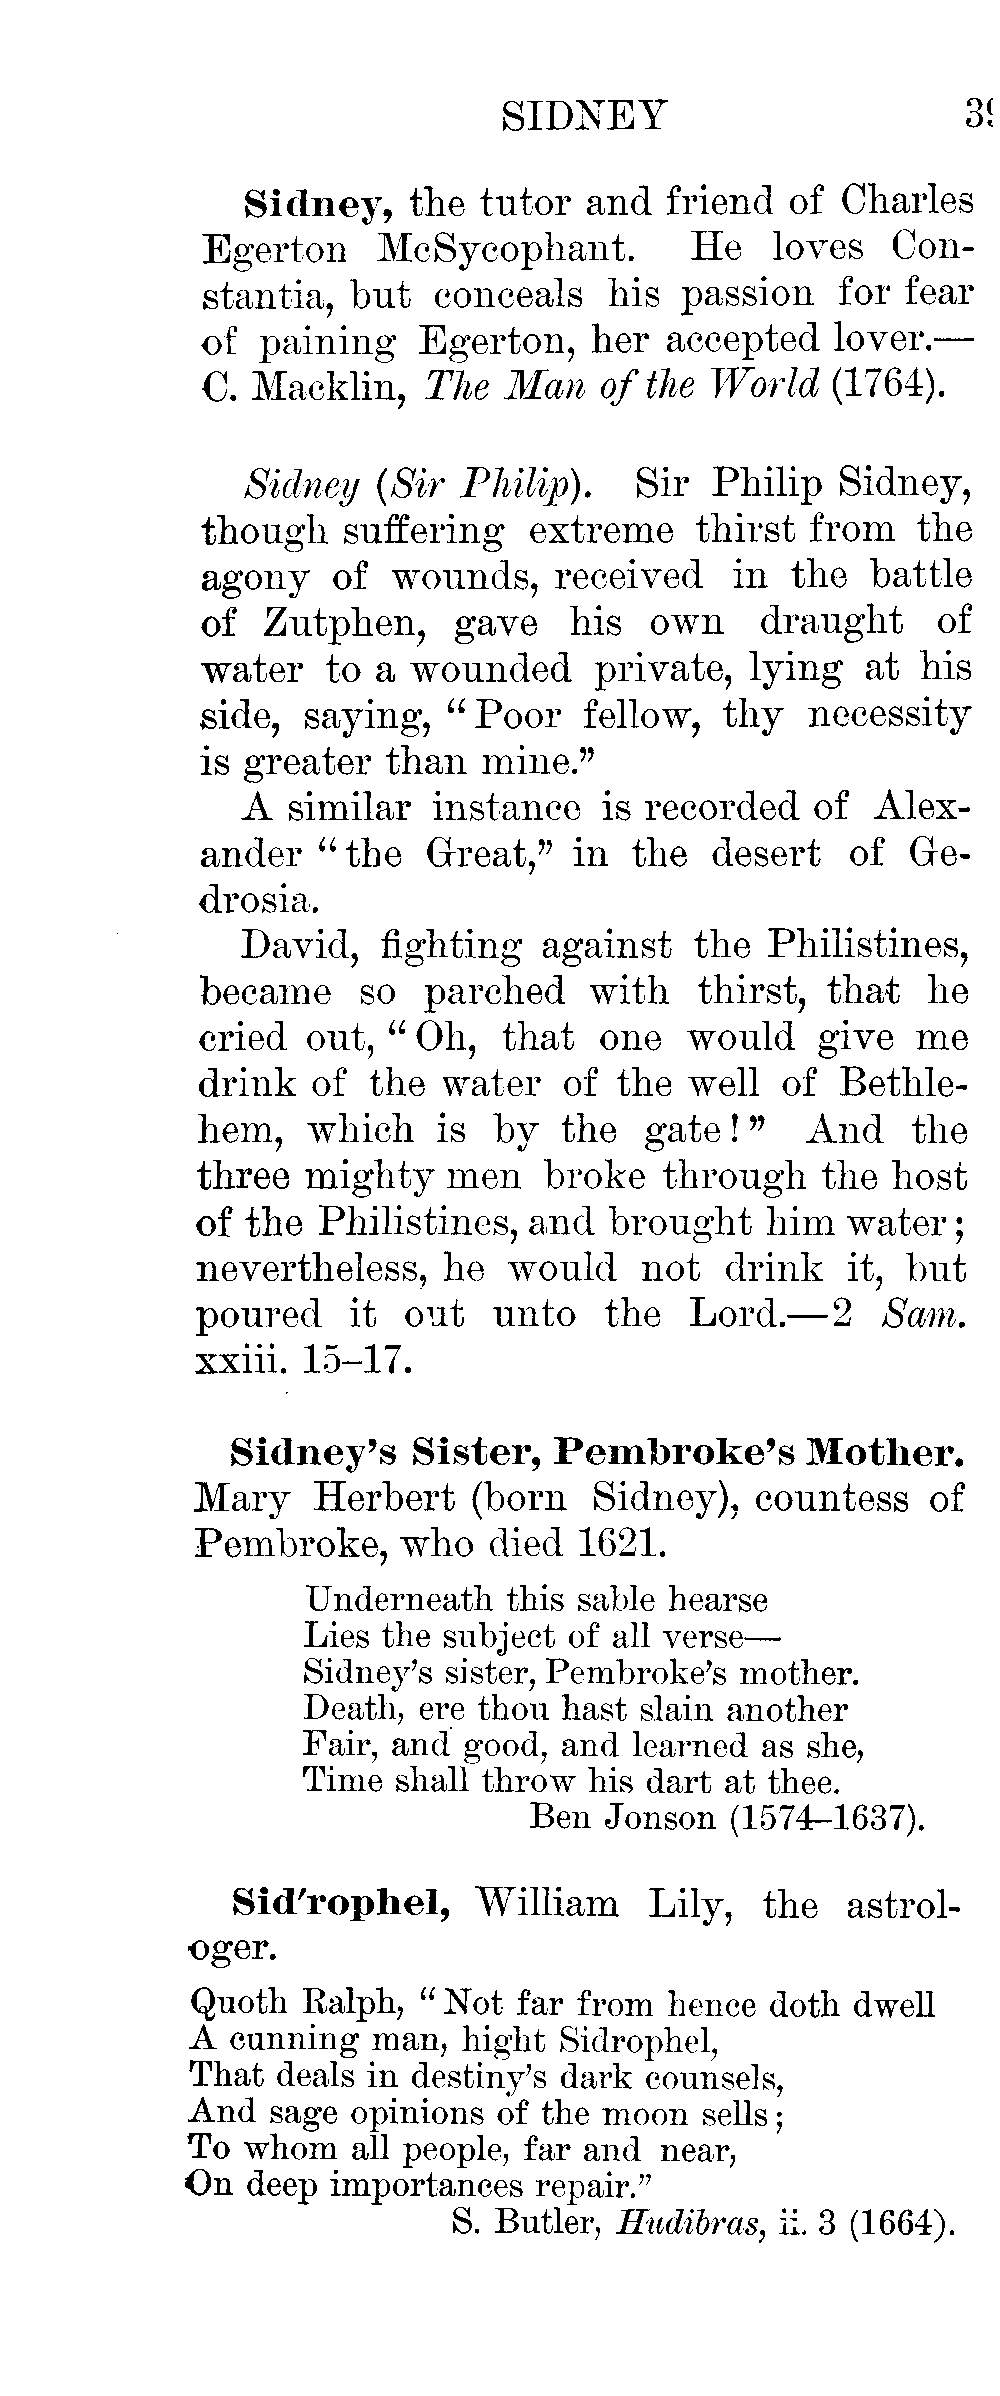 SIDNEY
Sidney, the tutor and friend of Charles
Egerton McSycophant. He loves Con-
stantia, but conceals his passion for fear
of paining Egerton, her accepted lover.—
C. Macklin, The Man of the World (1764).
Sidney (Sir Philip). Sir Philip Sidney,
though suffering extreme thirst from the
agony of wounds, received in the battle
of Zutphen, gave his own draught of
water to a wounded private, lying at his
side, saying, “Poor fellow, thy necessity
is greater than mine.”
A similar instance is recorded of Alex-
ander “the Great,” in the desert of Ge-
drosia.
David, fighting against the Philistines,
became so parched with thirst, that he
cried out, “Oh, that one would give me
drink of the water of the well of Bethle-
hem, which is by the gate!” And the
three mighty men broke through the host
of the Philistines, and brought him water;
nevertheless, he would not drink it, but
poured it out unto the Lord.—2 Sam.
xxiii. 15–17.
Sidney’s Sister, Pembroke’s Mother.
Mary Herbert (born Sidney), countess of
Pembroke, who died 1621.
Underneath this sable hearse
Lies the subject of all verse—
Sidney’s sister, Pembroke’s mother.
Death, ere thou hast slain another
Fair, and good, and learned as she,
Time shall throw his dart at thee.
Ben Jonson (1574–1637).
Sid′rophel, William Lily, the astrol-
oger.
Quoth Ralph, “Not far from hence doth dwell
A cunning man, hight Sidrophel,
That deals in destiny’s dark counsels,
And sage opinions of the moon sells;
To whom all people, far and near,
On deep importances repair.”
S. Butler, Hudibras, ii. 3 (1664).